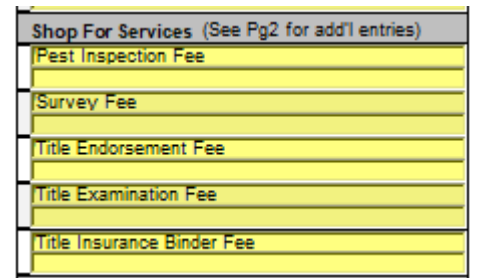 Shop For Services (See Pg2 for add'l entries)
Pest Inspection Fee
Survey Fee
Title Endorsement Fee
Title Examination Fee
Title Insurance Binder Fee